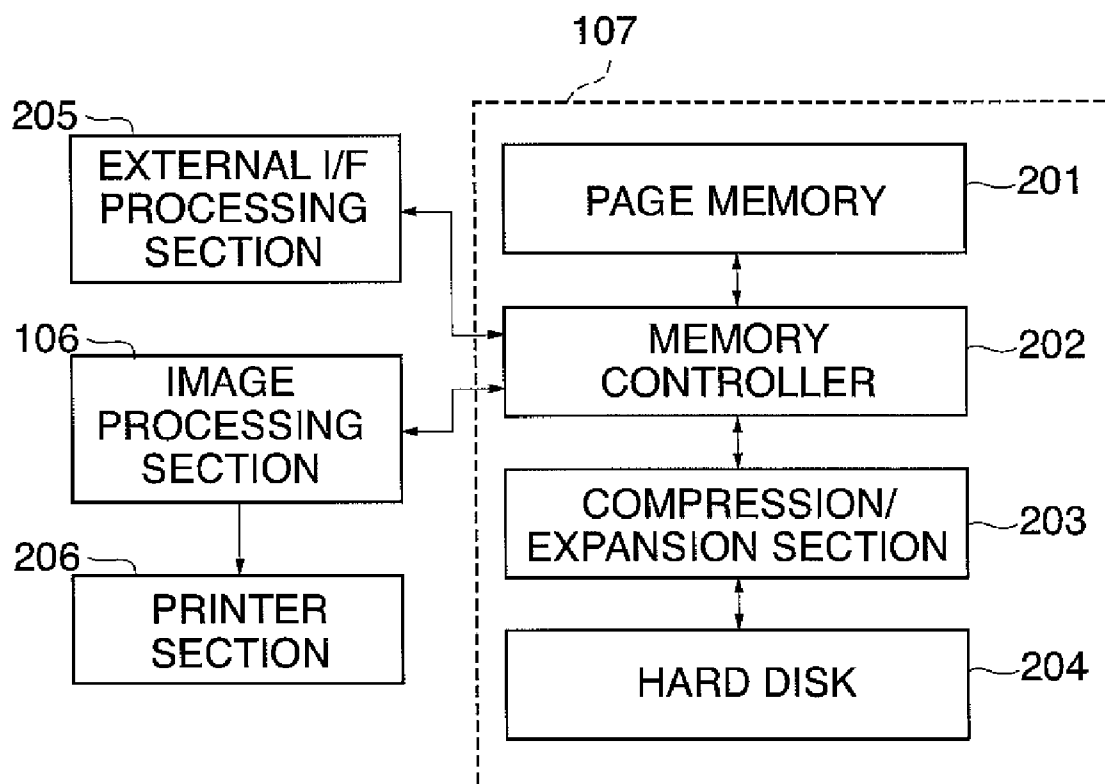 107
205
EXTERNAL I/F
PROCESSING
SECTION
PAGE MEMORY
201
106
IMAGE
PROCESSING
SECTION
MEMORY
CONTROLLER
202
COMPRESSION/
EXPANSION SECTION
203
206
PRINTER
SECTION
HARD DISK
204